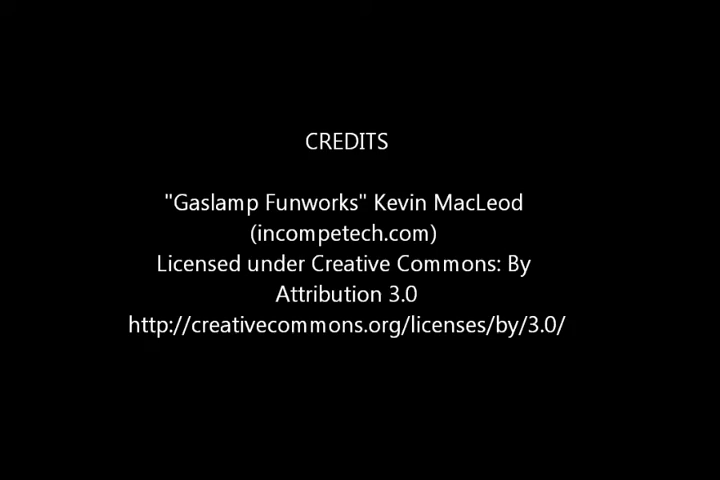 CREDITS
"Gaslamp Funworks" Kevin MacLeod
(incompetech.com)
Licensed under Creative Commons: By
Attribution 3.0
http://creativecommons.org/licenses/by/3.0/